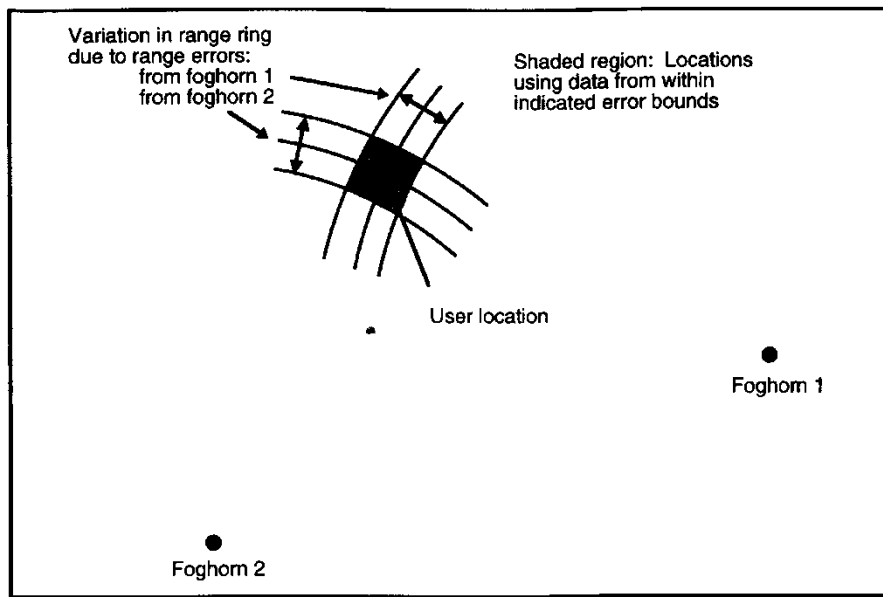 Variation in range ring
due to range errors:
from foghorn 1
from foghorn 2
Shaded region: Locations
using data from within
indicated error bounds
User location
Foghorn 1
Foghorn 2